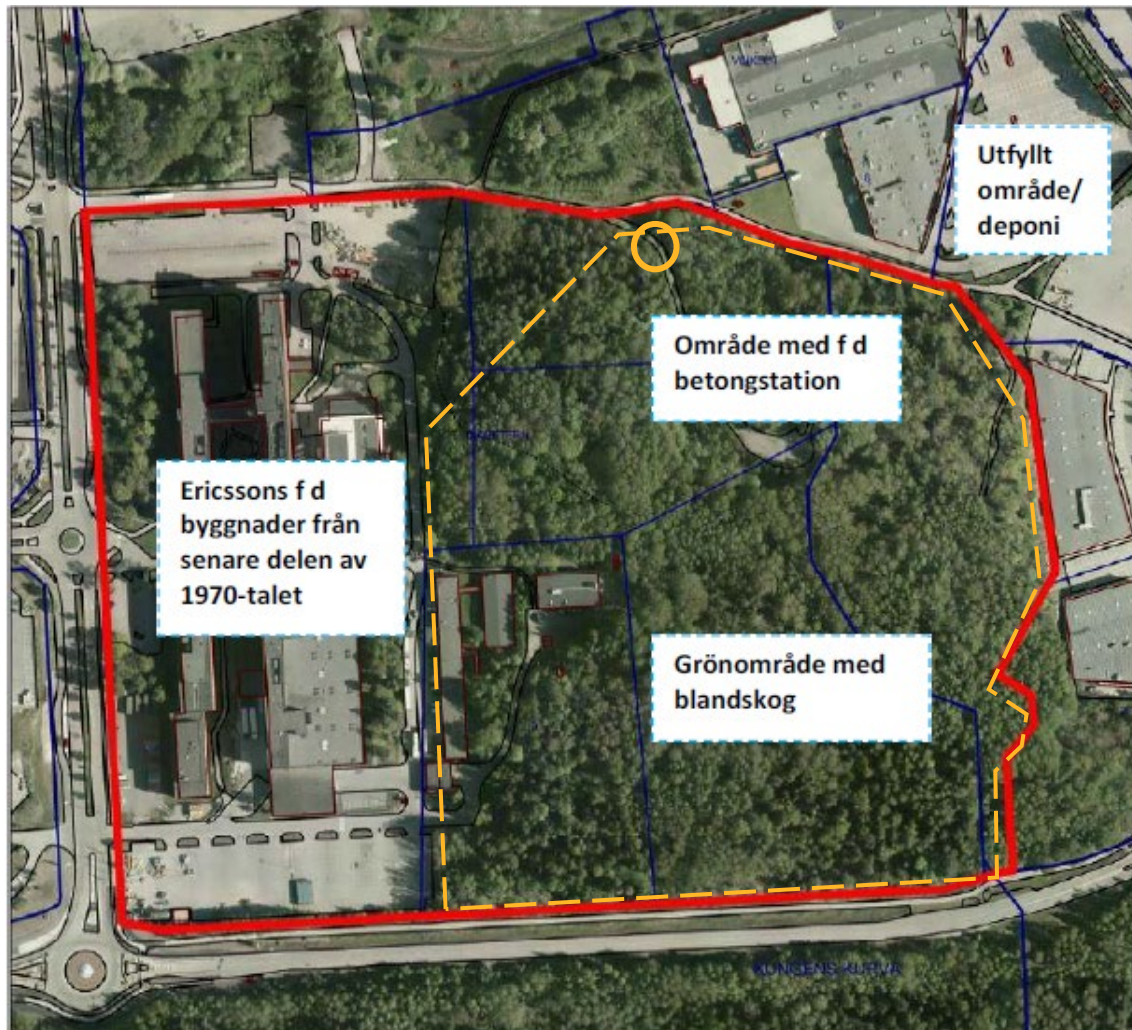 Utfyllt
område/
deponi
Område med f d
betongstation
Ericssons f d
byggnader från
senare delen av
1970-talet
Grönområde med
blandskog
KUNGENS KURVA